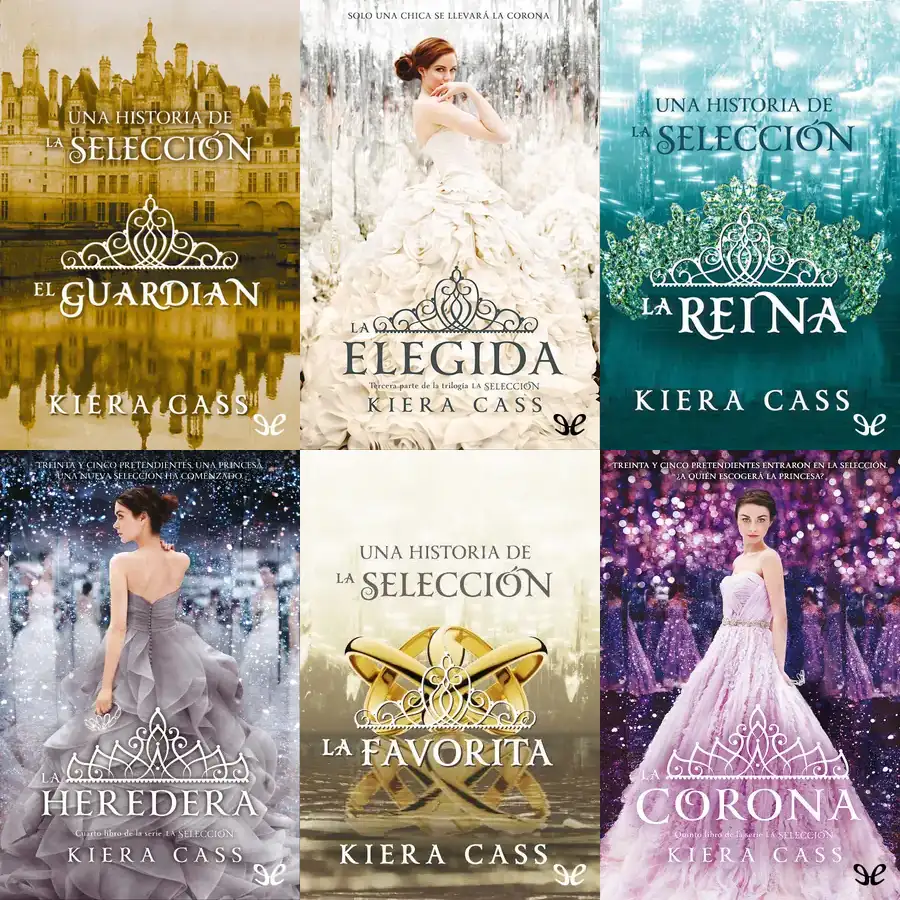 UNA HISTORIA DE
LA SELECCIÓN
EL GUARDIAN
KIERA CASS
SOLO UNA CHICA SE LLEVARÁ LA CORONA
LA
ELEGIDA
Tercera parte de la trilogía LA SELECCIÓN
KIERA CASS
UNA HISTORIA DE
LA SELECCIÓN
LA REINA
KIERA CASS
TREINTA Y CINCO PRETENDIENTES. UNA PRINCESA.
UNA NUEVA SELECCIÓN HA COMENZADO
LA
HEREDERA
Cuarto libro de la serie LA SELECCIÓN
KIERA CASS
UNA HISTORIA DE
LA SELECCIÓN
LA FAVORITA
KIERA CASS
TREINTA Y CINCO PRETENDIENTES ENTRARON EN LA SELECCIÓN.
¿A QUIÉN ESCOGERÁ LA PRINCESA?
LA
CORONA
Quinto libro de la serie LA SELECCIÓN
KIERA CASS